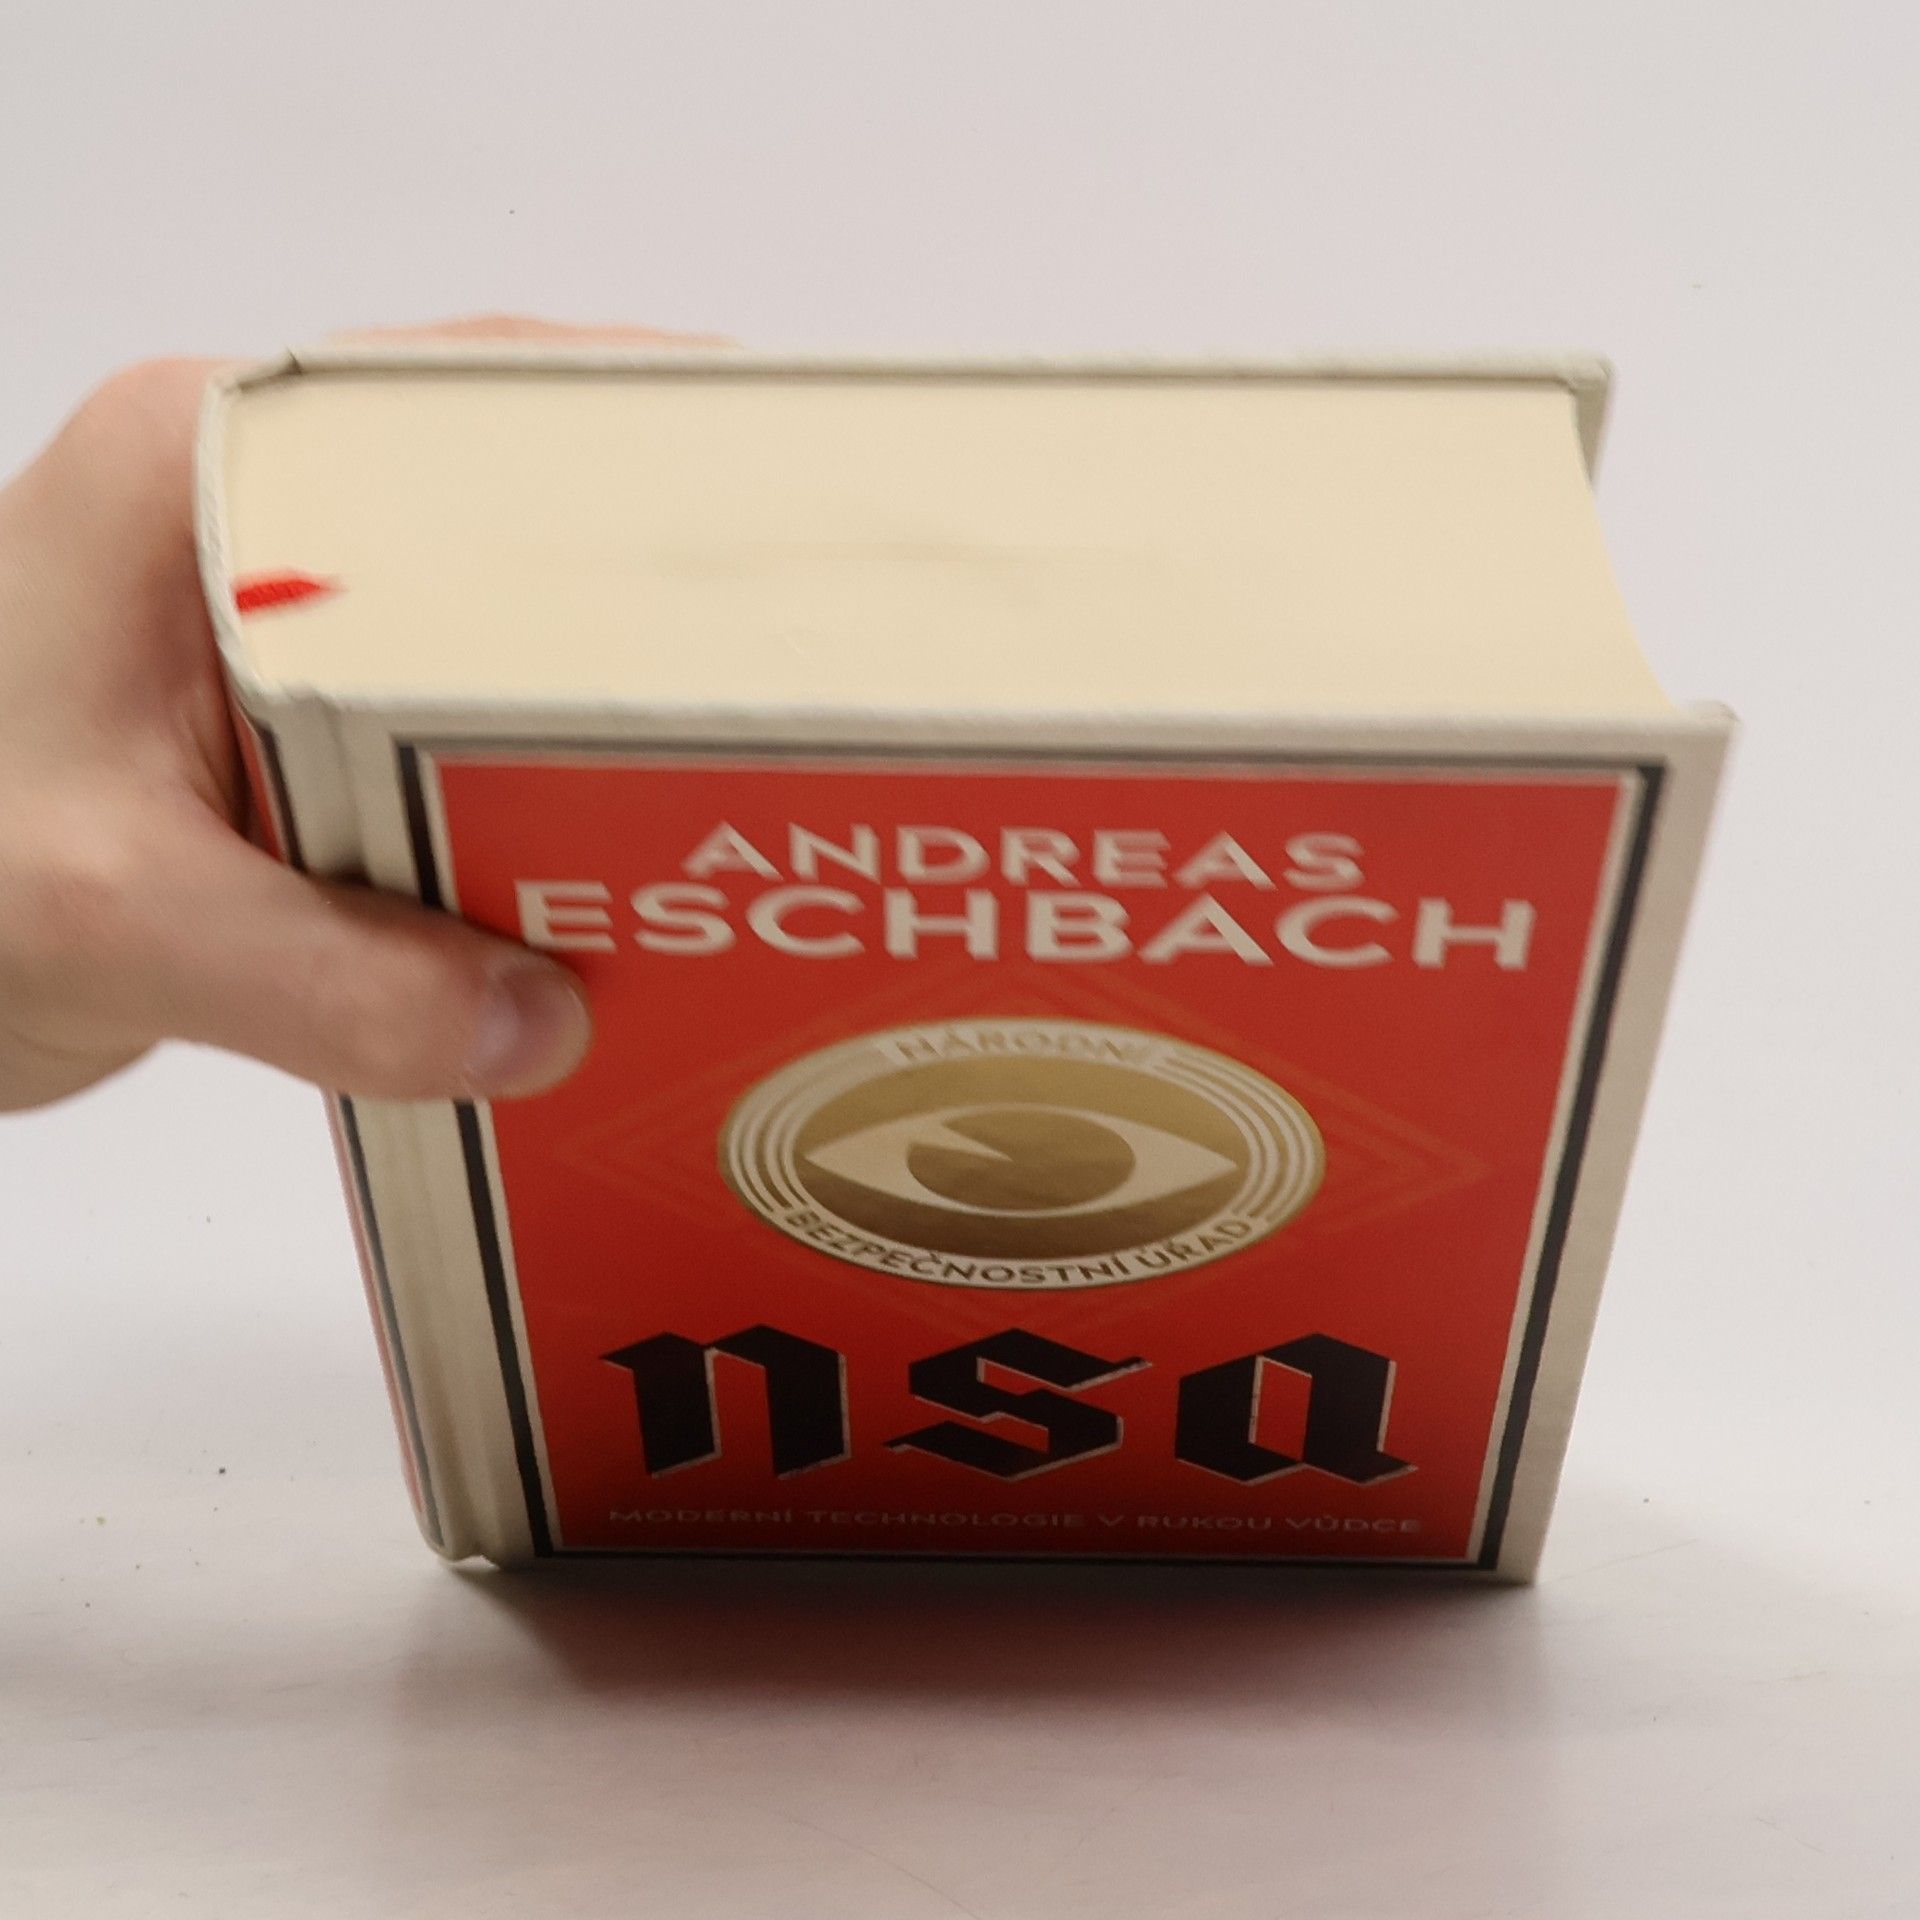 ANDREAS
ESCHBACH
NÁRODNÍ
BEZPEČNOSTNÍ ÚŘAD
nsa
MODERNÍ TECHNOLOGIE V RUKOU VŮDCE